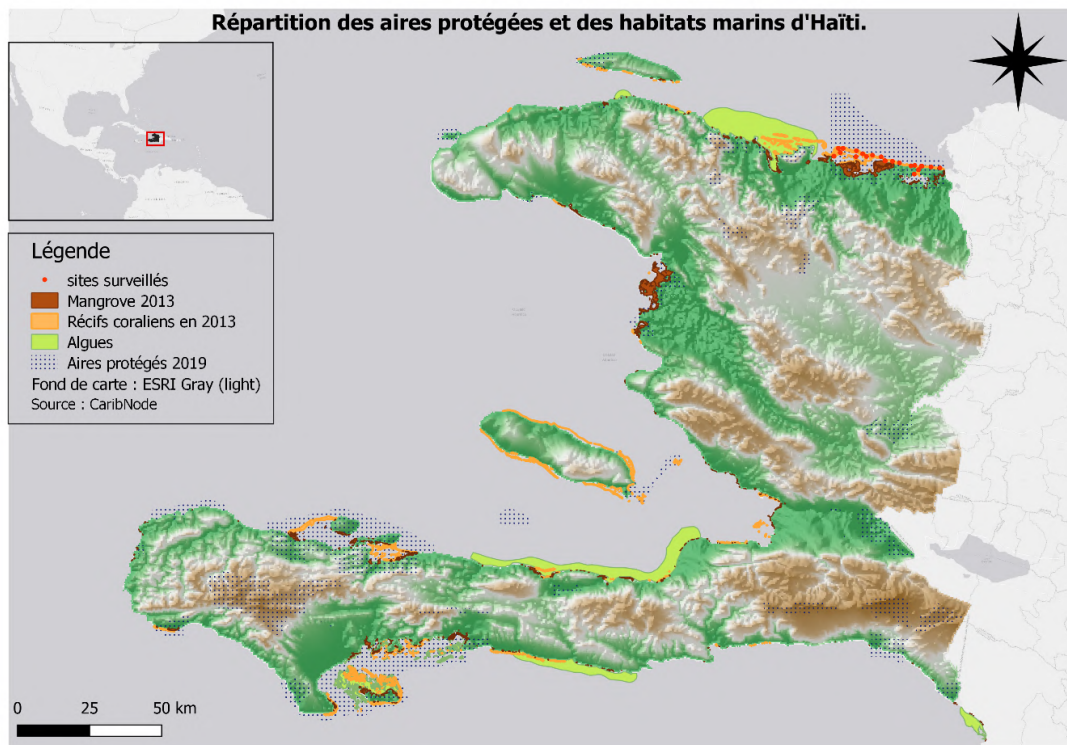 Répartition des aires protégées et des habitats marins d'Haïti.
Légende
sites surveillés
Mangrove 2013
Récifs coraliens en 2013
Algues
Aires protégés 2019
Fond de carte : ESRI Gray (light)
Source : CaribNode
0 25 50 km